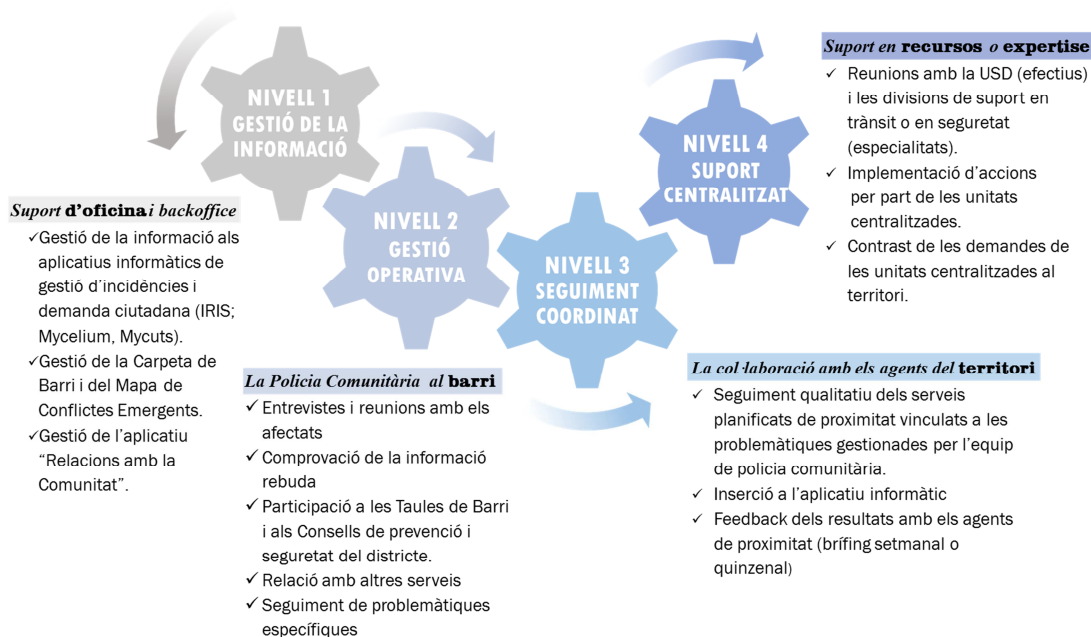 NIVELL 1
GESTIÓ DE LA
INFORMACIÓ
Suport d'oficina i backoffice
✓Gestió de la informació als
aplicatius informàtics de
gestió d'incidències i
demanda ciutadana (IRIS;
Mycelium, Mycuts).
✓Gestió de la Carpeta de
Barri i del Mapa de
Conflictes Emergents.
✓Gestió de l'aplicatiu
“Relacions amb la
Comunitat”.
NIVELL 2
GESTIÓ
OPERATIVA
La Policia Comunitària al barri
✓ Entrevistes i reunions amb els
afectats
✓ Comprovació de la informació
rebuda
✓ Participació a les Taules de Barri
i als Consells de prevenció i
seguretat del districte.
✓ Relació amb altres serveis
✓ Seguiment de problemàtiques
específiques
NIVELL 3
SEGUIMENT
COORDINAT
La col·laboració amb els agents del territori
✓ Seguiment qualitatiu dels serveis
planificats de proximitat vinculats a les
problemàtiques gestionades per l'equip
de policia comunitària.
✓ Inserció a l'aplicatiu informàtic
✓ Feedback dels resultats amb els agents
de proximitat (brífing setmanal o
quinzenal)
NIVELL 4
SUPORT
CENTRALITZAT
Suport en recursos o expertise
✓ Reunions amb la USD (efectius)
i les divisions de suport en
trànsit o en seguretat
(especialitats).
✓ Implementació d'accions
per part de les unitats
centralitzades.
✓ Contrast de les demandes de
les unitats centralitzades al
territori.